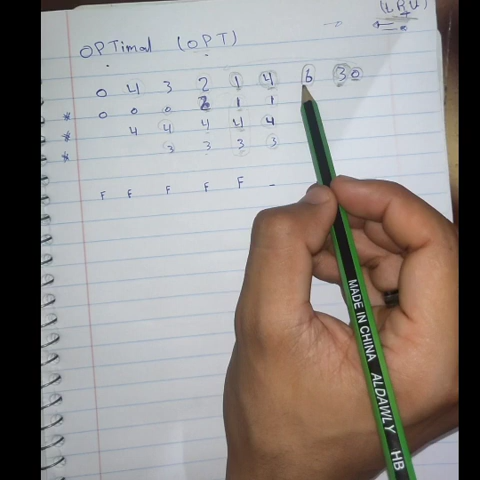 (LRU)
OPTimal (OPT)
0 4 3 2 1 4 6 3 0
* 0 0 0 2 1 1
* 4 4 4 4 4
* 3 3 3 3
F F F F F -
MADE IN CHINA ALDAWLY HB